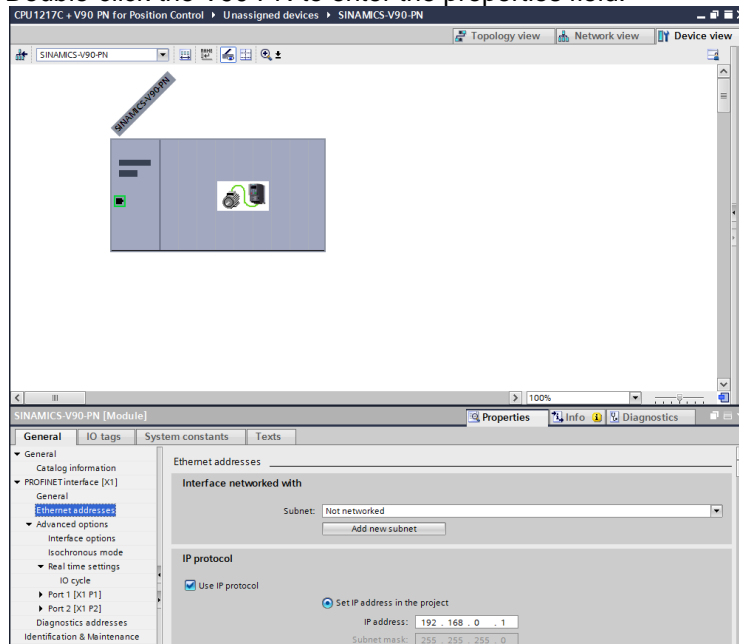 Double-click the V90 PN to enter the properties field.
CPU1217C + V90 PN for Position Control ▸ Unassigned devices ▸ SINAMICS-V90-PN
Topology view Network view Device view
SINAMICS-V90-PN
SINAMICS-V90-PN
100%
SINAMICS-V90-PN [Module]
Properties Info Diagnostics
General IO tags System constants Texts
General
Catalog information
PROFINET interface [X1]
General
Ethernet addresses
Advanced options
Interface options
Isochronous mode
Real time settings
IO cycle
Port 1 [X1 P1]
Port 2 [X1 P2]
Diagnostics addresses
Identification & Maintenance
Ethernet addresses
Interface networked with
Subnet: Not networked
Add new subnet
IP protocol
Use IP protocol
Set IP address in the project
IP address: 192 . 168 . 0 . 1
Subnet mask: 255 . 255 . 255 . 0